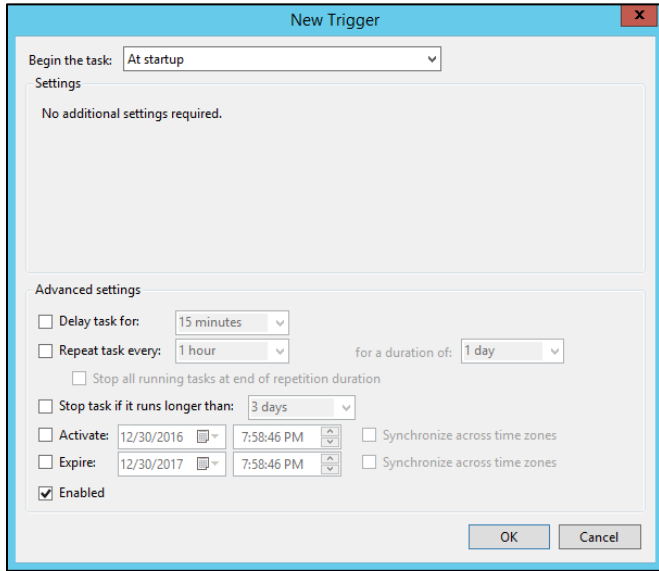 New Trigger
x
Begin the task: At startup
Settings
No additional settings required.
Advanced settings
Delay task for: 15 minutes
Repeat task every: 1 hour for a duration of: 1 day
Stop all running tasks at end of repetition duration
Stop task if it runs longer than: 3 days
Activate: 12/30/2016 7:58:46 PM Synchronize across time zones
Expire: 12/30/2017 7:58:46 PM Synchronize across time zones
Enabled
OK Cancel